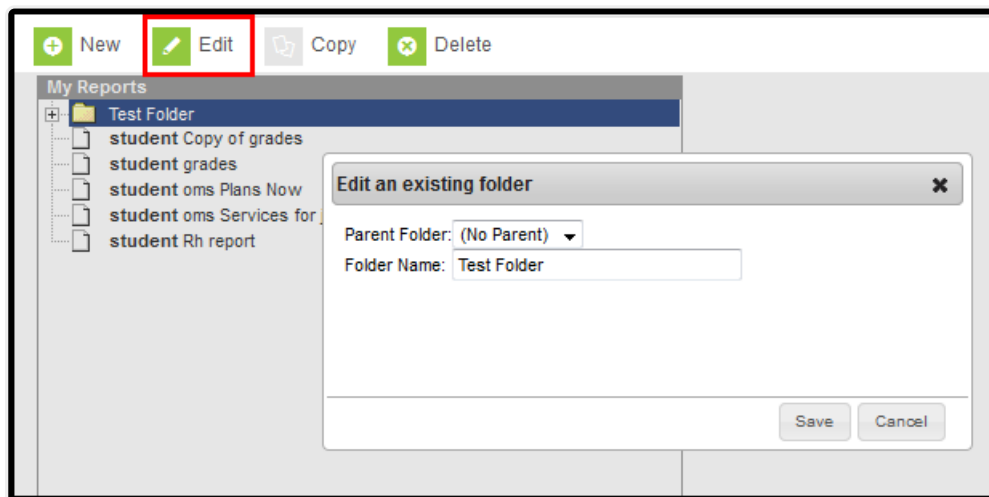 New Edit Copy Delete
My Reports
Test Folder
student Copy of grades
student grades
student oms Plans Now
student oms Services for
student Rh report
Edit an existing folder
Parent Folder: (No Parent)
Folder Name: Test Folder
Save Cancel